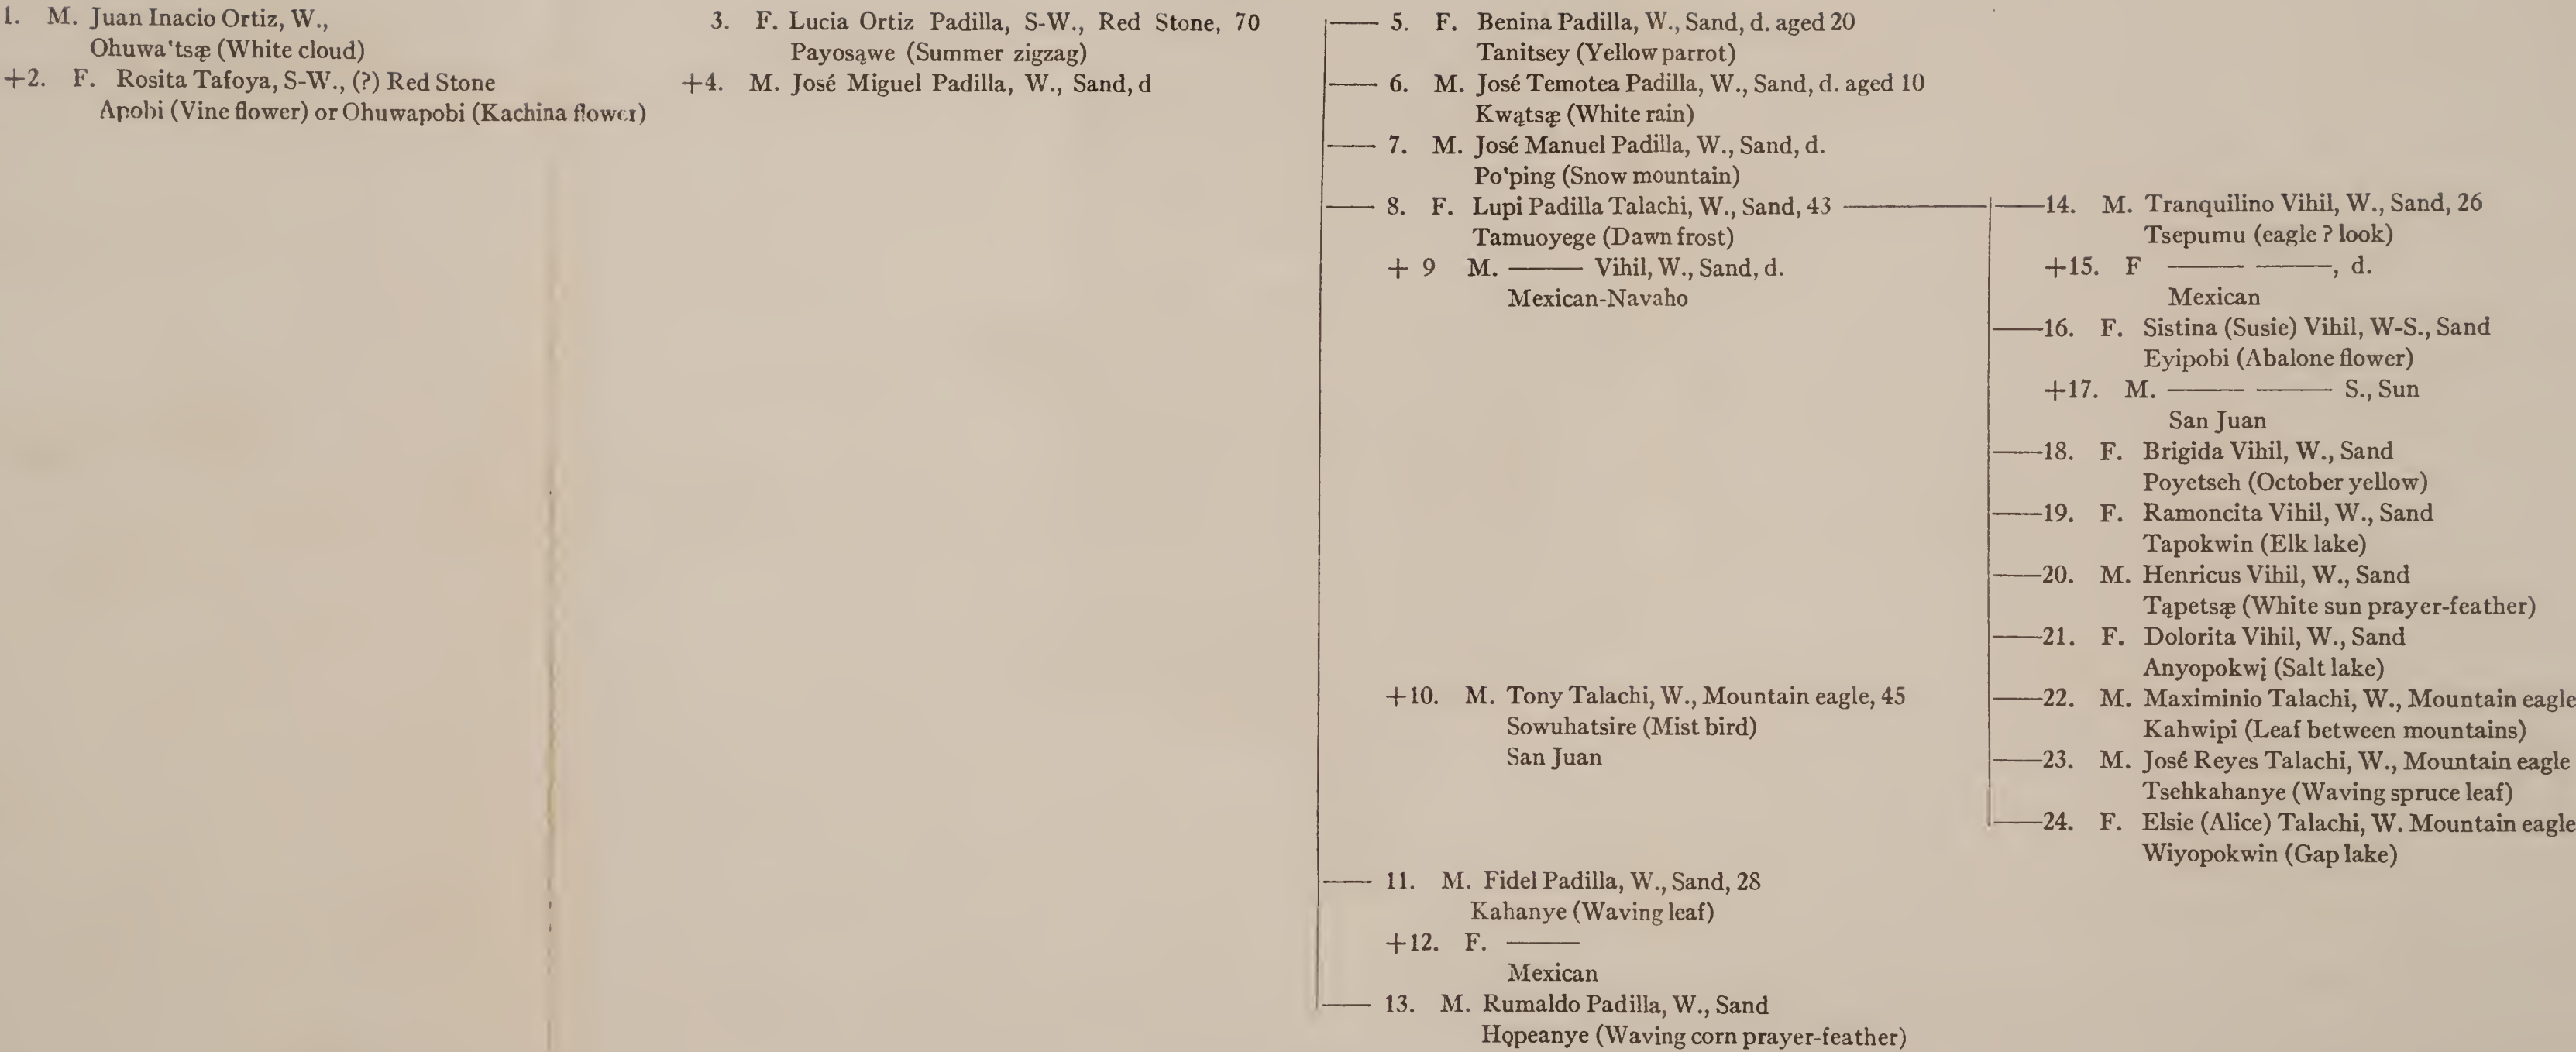 1. M. Juan Inacio Ortiz, W.,
Ohuwa'tsæ (White cloud)
+2. F. Rosita Tafoya, S-W., (?) Red Stone
Apobi (Vine flower) or Ohuwapobi (Kachina flower)
3. F. Lucia Ortiz Padilla, S-W., Red Stone, 70
Payosąwe (Summer zigzag)
+4. M. José Miguel Padilla, W., Sand, d
5. F. Benina Padilla, W., Sand, d. aged 20
Tanitsey (Yellow parrot)
6. M. José Temotea Padilla, W., Sand, d. aged 10
Kwątsæ (White rain)
7. M. José Manuel Padilla, W., Sand, d.
Po'ping (Snow mountain)
8. F. Lupi Padilla Talachi, W., Sand, 43
Tamuoyege (Dawn frost)
+ 9 M. —— Vihil, W., Sand, d.
Mexican-Navaho
+10. M. Tony Talachi, W., Mountain eagle, 45
Sowuhatsire (Mist bird)
San Juan
11. M. Fidel Padilla, W., Sand, 28
Kahanye (Waving leaf)
+12. F. ——
Mexican
13. M. Rumaldo Padilla, W., Sand
Hǫpeanye (Waving corn prayer-feather)
14. M. Tranquilino Vihil, W., Sand, 26
Tsepumu (eagle ? look)
+15. F —— ——, d.
Mexican
16. F. Sistina (Susie) Vihil, W-S., Sand
Eyipobi (Abalone flower)
+17. M. —— —— S., Sun
San Juan
18. F. Brigida Vihil, W., Sand
Poyetseh (October yellow)
19. F. Ramoncita Vihil, W., Sand
Tapokwin (Elk lake)
20. M. Henricus Vihil, W., Sand
Tąpetsæ (White sun prayer-feather)
21. F. Dolorita Vihil, W., Sand
Anyopokwį (Salt lake)
22. M. Maximinio Talachi, W., Mountain eagle
Kahwipi (Leaf between mountains)
23. M. José Reyes Talachi, W., Mountain eagle
Tsehkahanye (Waving spruce leaf)
24. F. Elsie (Alice) Talachi, W. Mountain eagle
Wiyopokwin (Gap lake)